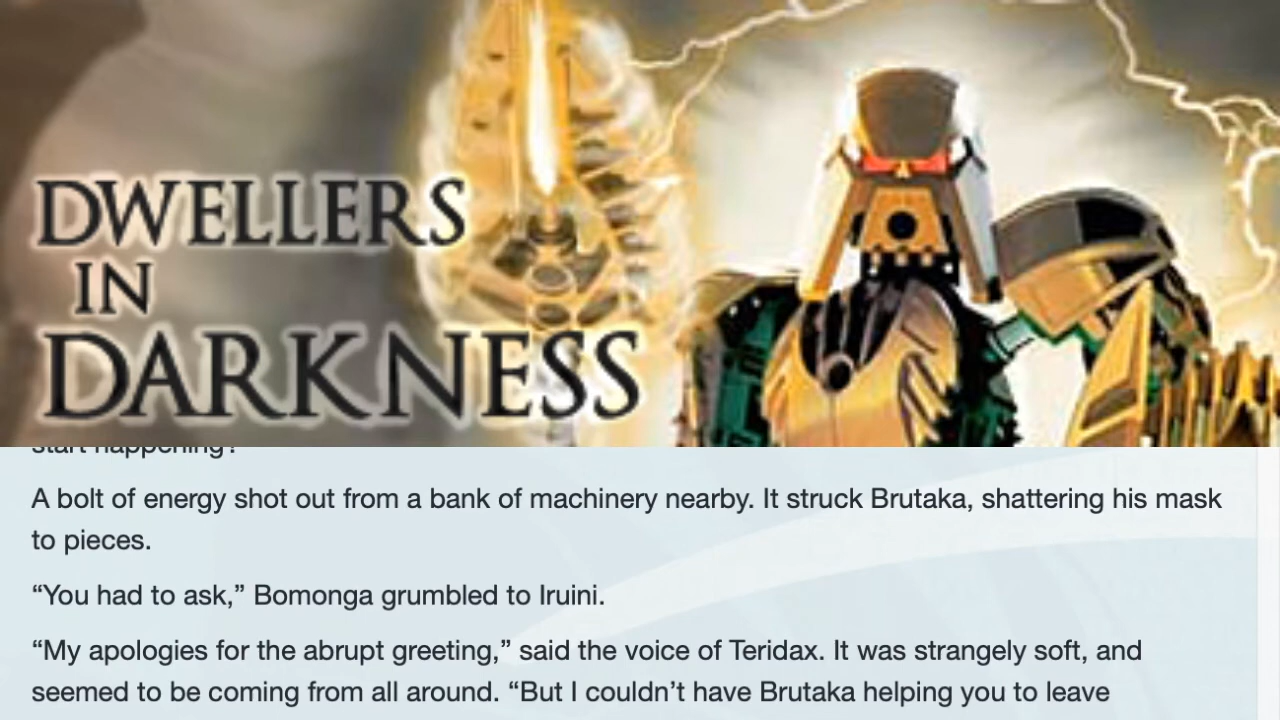 DWELLERS
IN
DARKNESS
start happening?
A bolt of energy shot out from a bank of machinery nearby. It struck Brutaka, shattering his mask
to pieces.
“You had to ask,” Bomonga grumbled to Iruini.
“My apologies for the abrupt greeting,” said the voice of Teridax. It was strangely soft, and
seemed to be coming from all around. “But I couldn’t have Brutaka helping you to leave